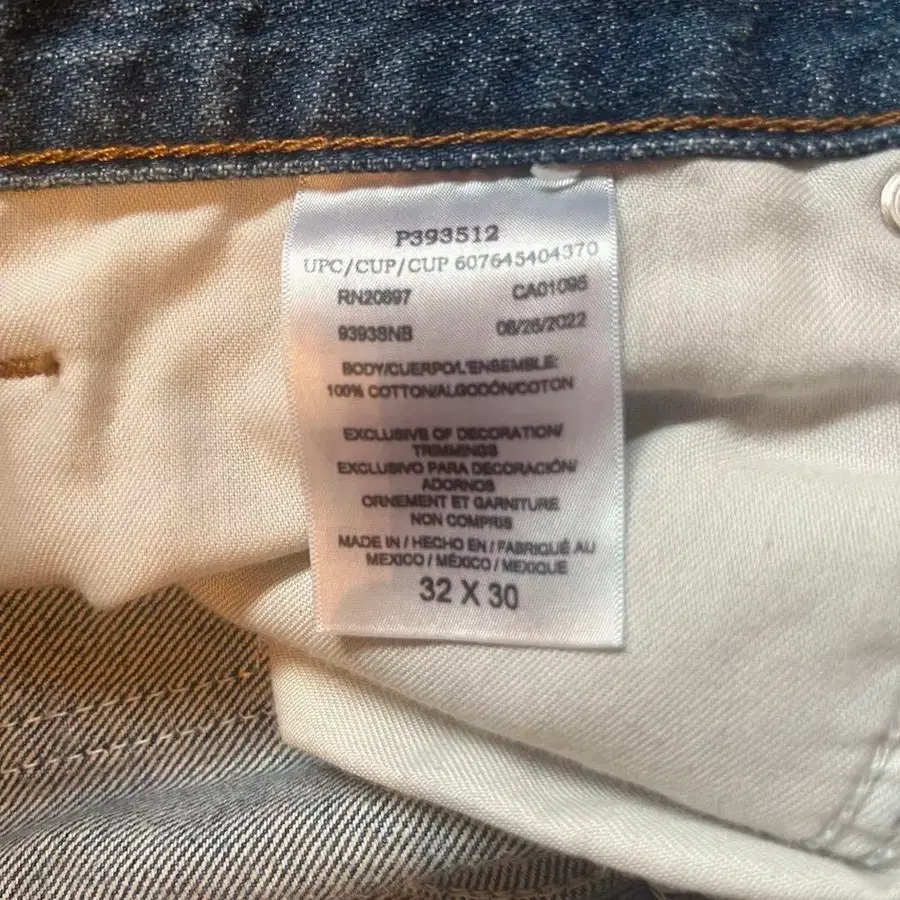 P393512
UPC/CUP/CUP 607645404370
RN20697 CA01095
9393SNB 08/26/2022
BODY/CUERPO/L'ENSEMBLE:
100% COTTON/ALGODÓN/COTON
EXCLUSIVE OF DECORATION/
TRIMMINGS
EXCLUSIVO PARA DECORACIÓN/
ADORNOS
ORNEMENT ET GARNITURE
NON COMPRIS
MADE IN / HECHO EN / FABRIQUÉ AU
MEXICO / MÉXICO / MEXIQUE
32 X 30